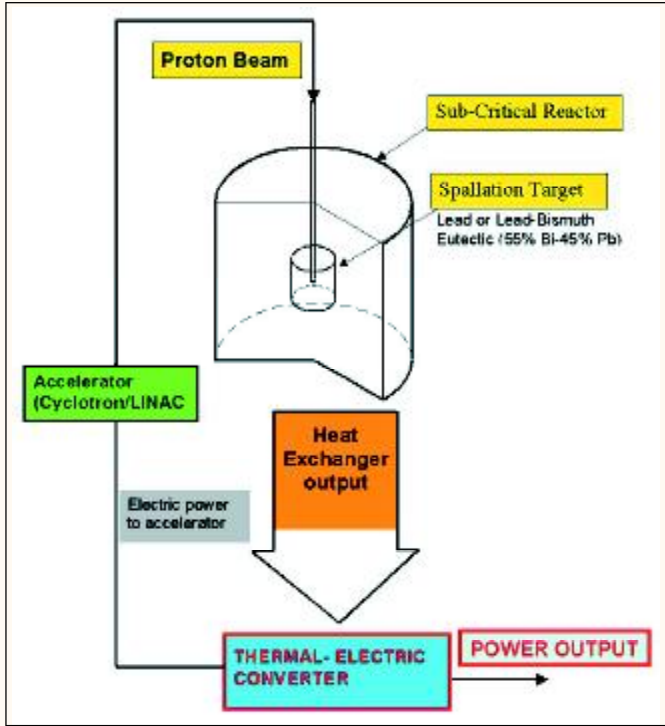 Proton Beam
Sub-Critical Reactor
Spallation Target
Lead or Lead-Bismuth
Eutectic (55% Bi-45% Pb)
Accelerator
(Cyclotron/LINAC
Heat
Exchanger
output
Electric power
to accelerator
THERMAL- ELECTRIC
CONVERTER
POWER OUTPUT